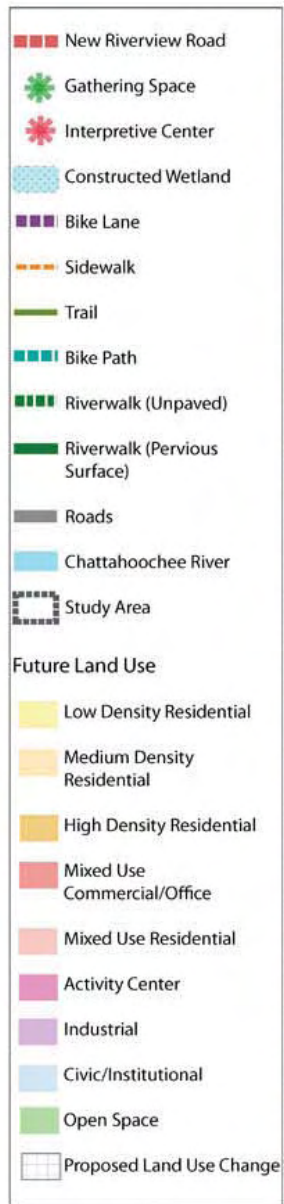 New Riverview Road
Gathering Space
Interpretive Center
Constructed Wetland
Bike Lane
Sidewalk
Trail
Bike Path
Riverwalk (Unpaved)
Riverwalk (Pervious
Surface)
Roads
Chattahoochee River
Study Area
Future Land Use
Low Density Residential
Medium Density
Residential
High Density Residential
Mixed Use
Commercial/Office
Mixed Use Residential
Activity Center
Industrial
Civic/Institutional
Open Space
Proposed Land Use Change